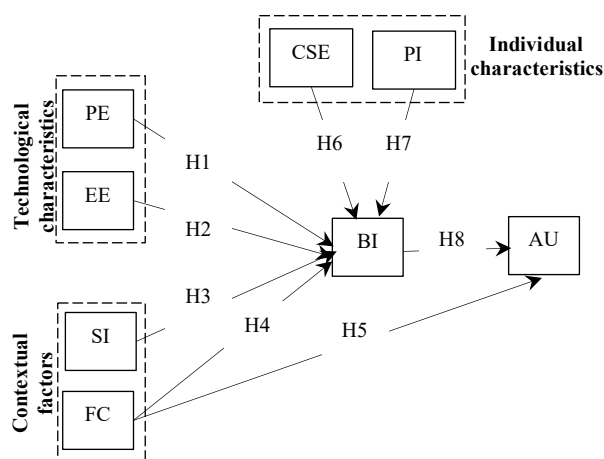 CSE
PI
Individual
characteristics
Technological
characteristics
PE
EE
H1
H2
H6
H7
BI
H8
AU
Contextual
factors
SI
FC
H3
H4
H5